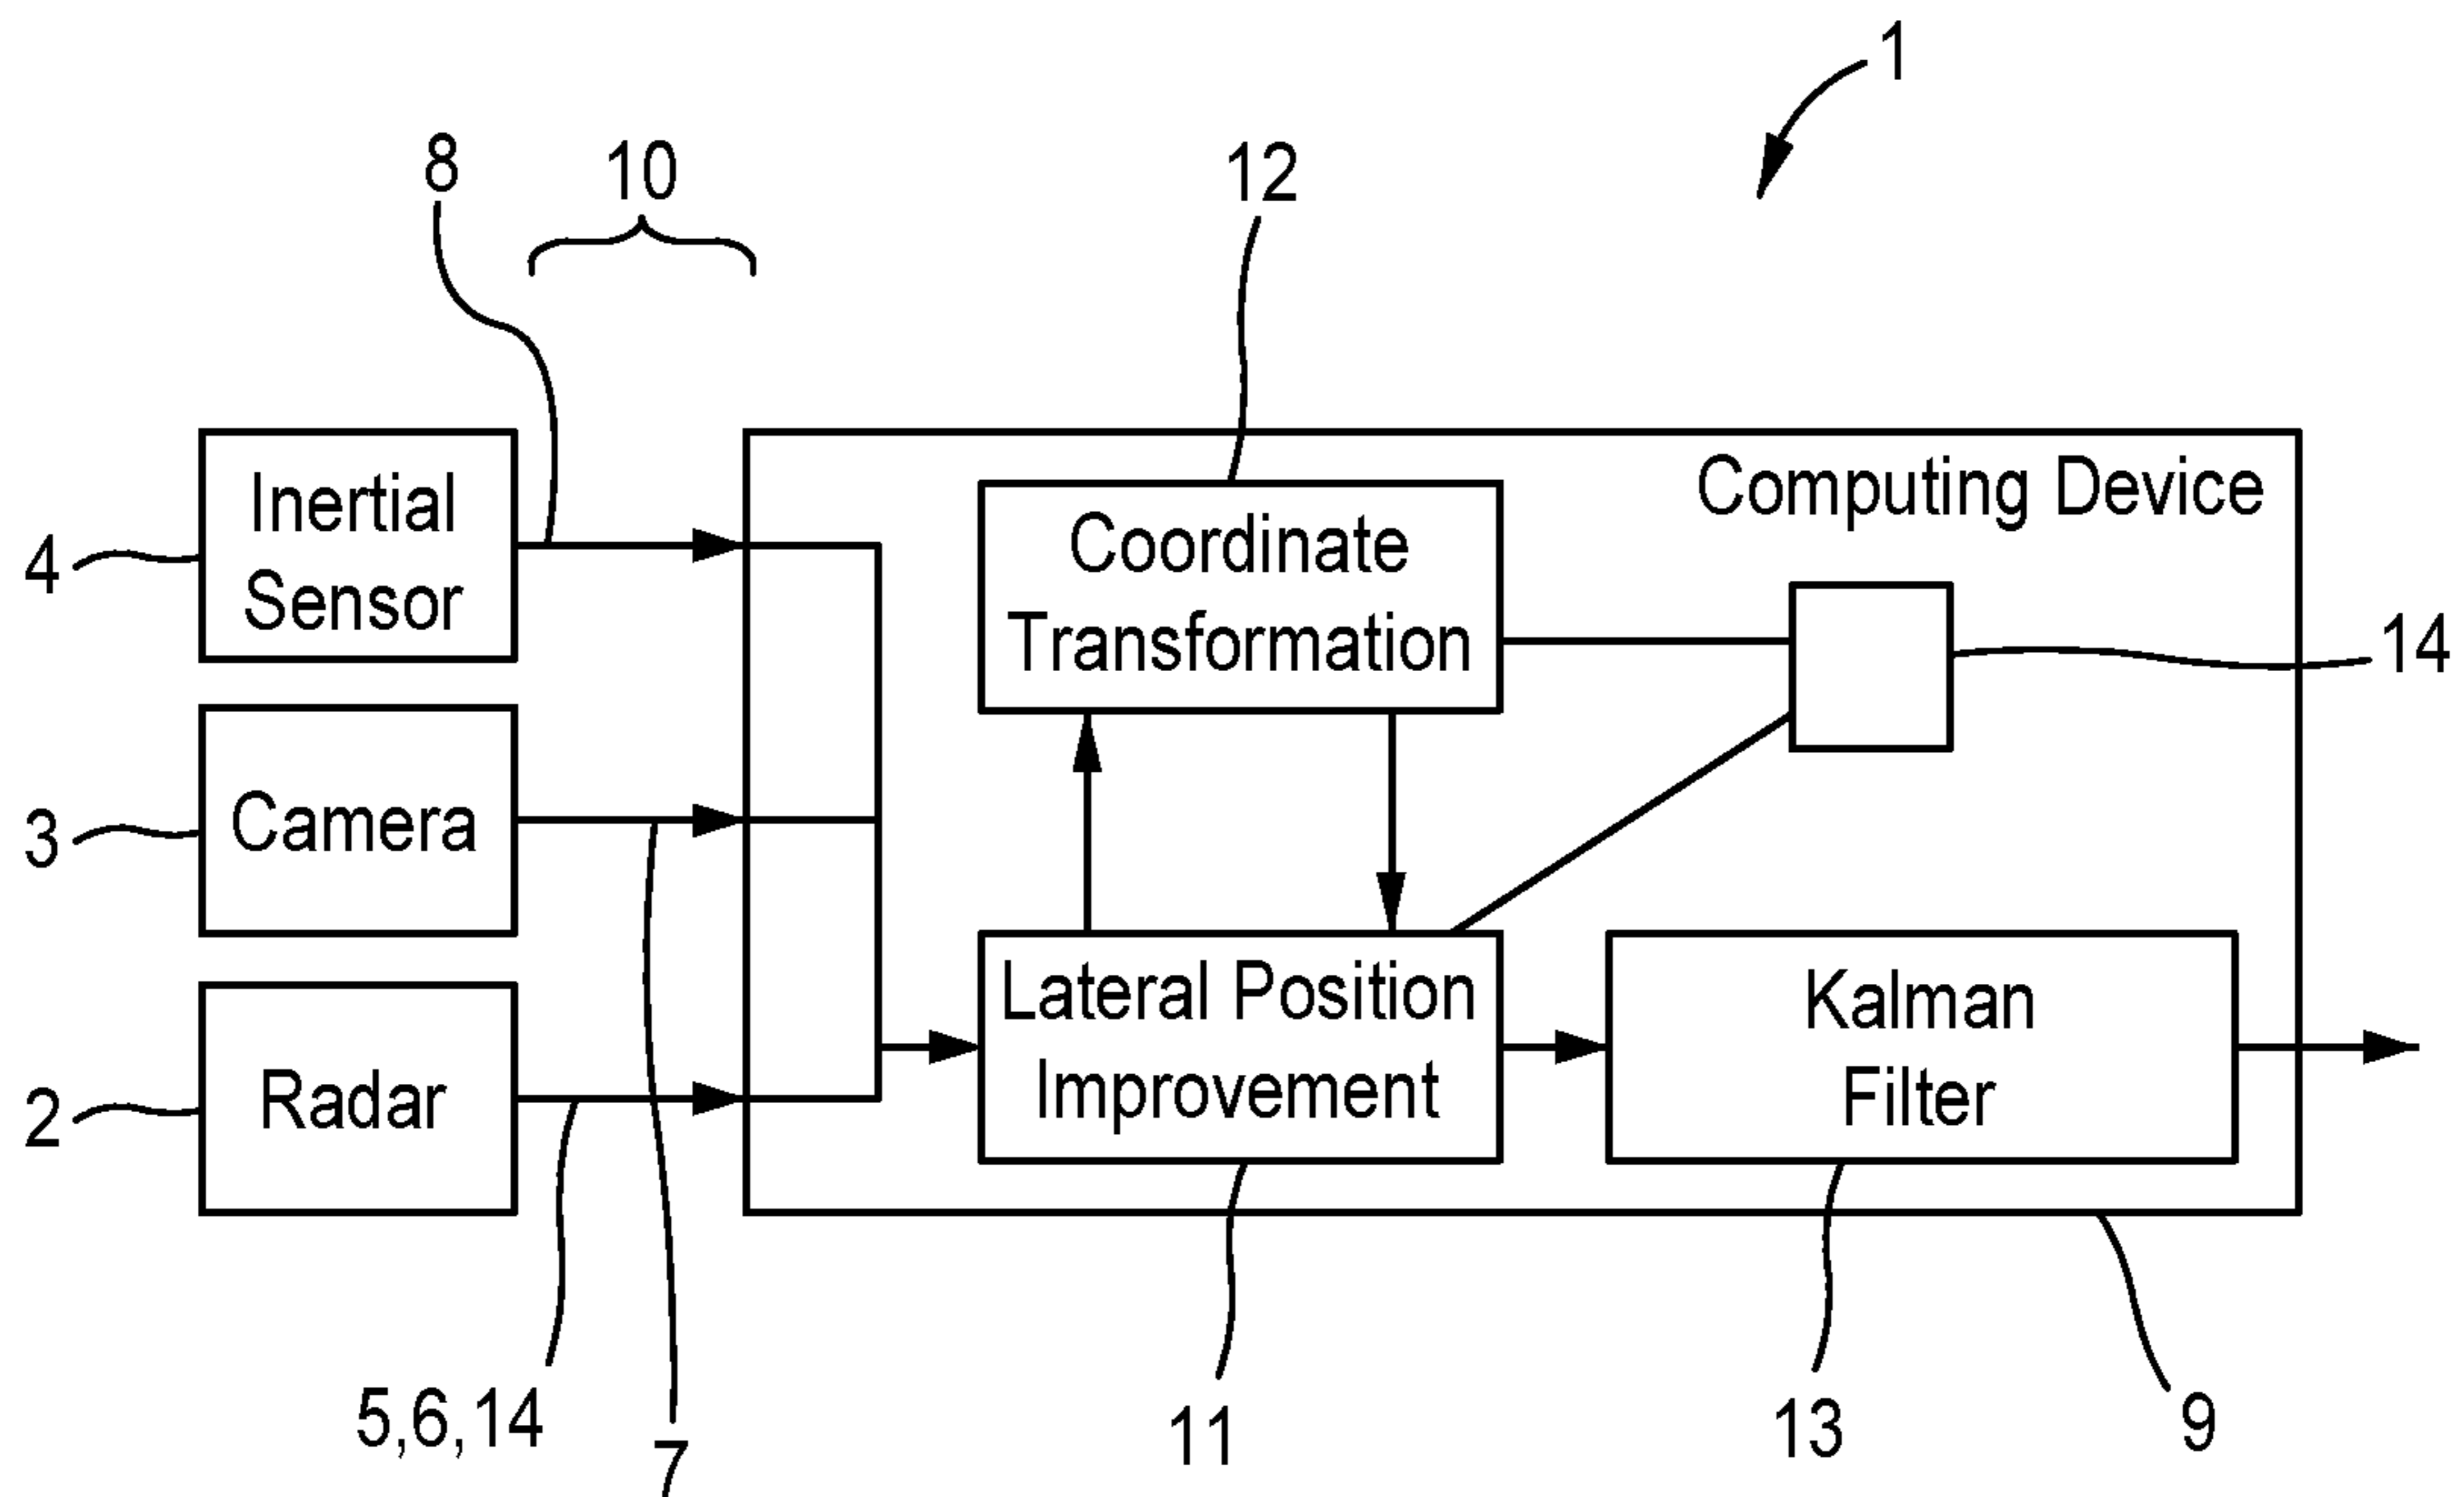 1
8
10
12
Inertial
Sensor
4
Computing Device
Coordinate
Transformation
14
Camera
3
Lateral Position
Improvement
Kalman
Filter
Radar
2
5,6,14
7
11
13
9